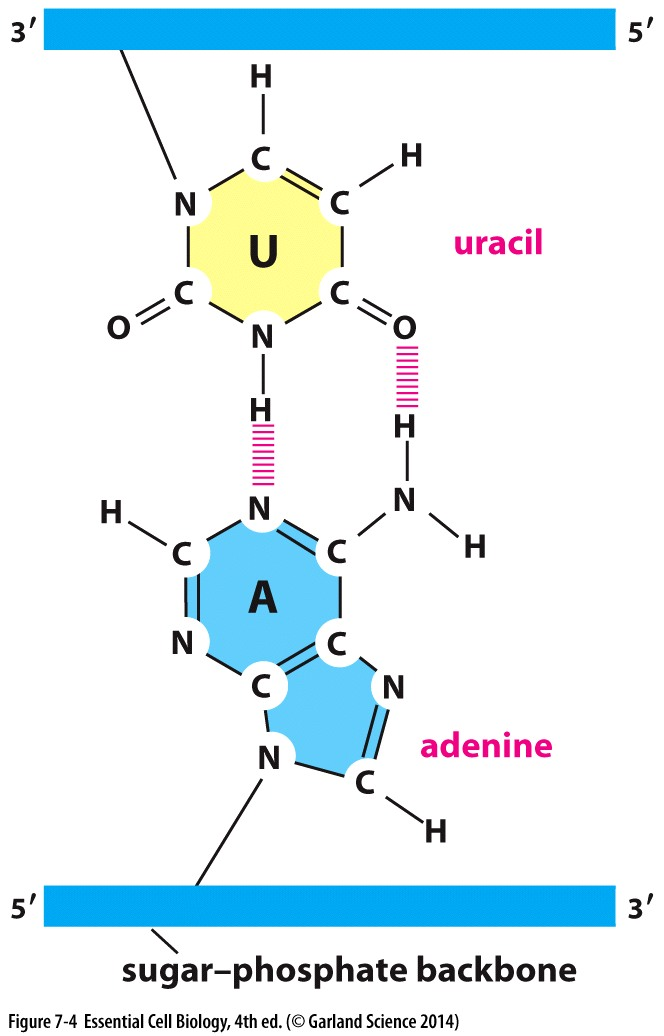 3′ 5′
H
C H
N C
U uracil
C C
O N O
H H
N N
H C C H
A
N C
C N
N adenine
C
H
5′ 3′
sugar–phosphate backbone
Figure 7-4 Essential Cell Biology, 4th ed. (© Garland Science 2014)